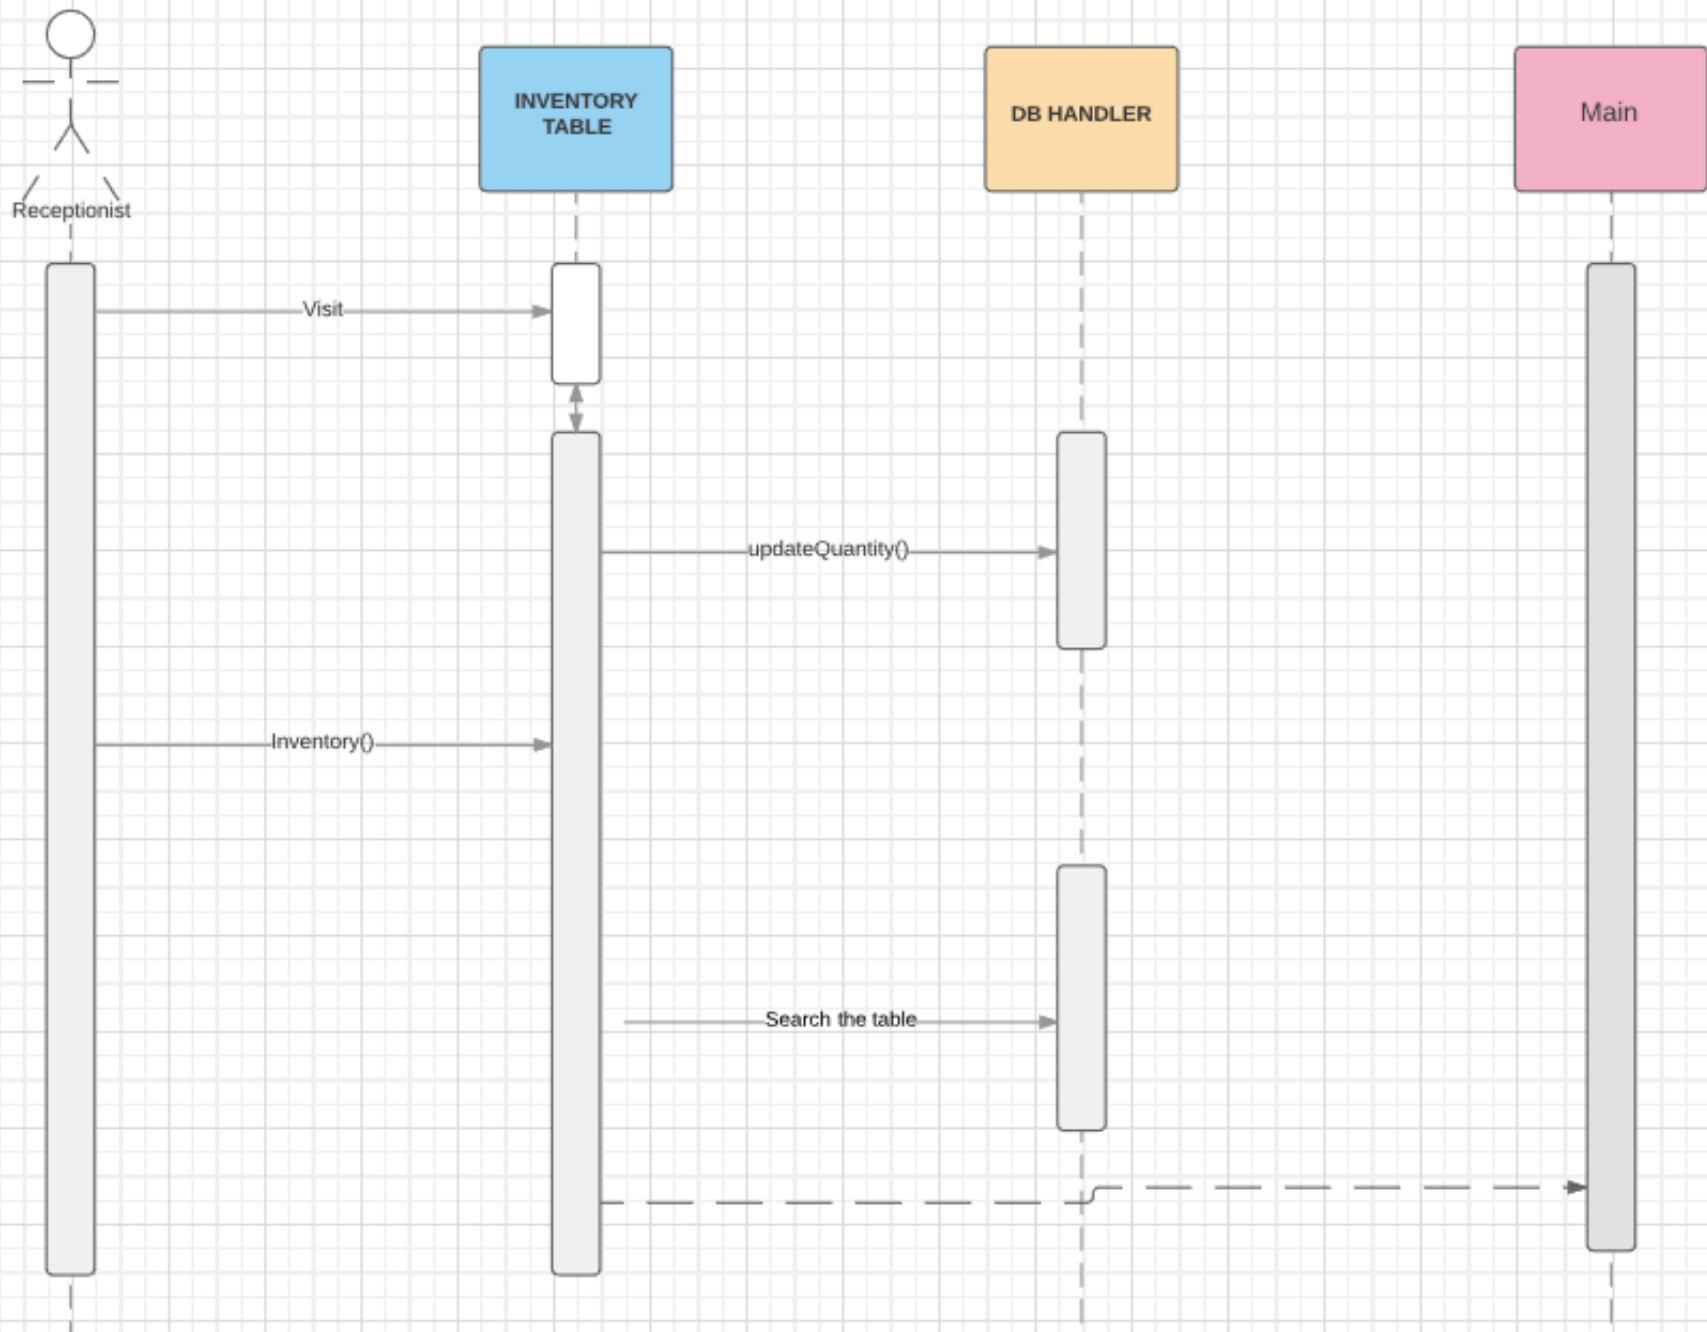 INVENTORY
TABLE
DB HANDLER
Main
Receptionist
Visit
updateQuantity()
Inventory()
Search the table